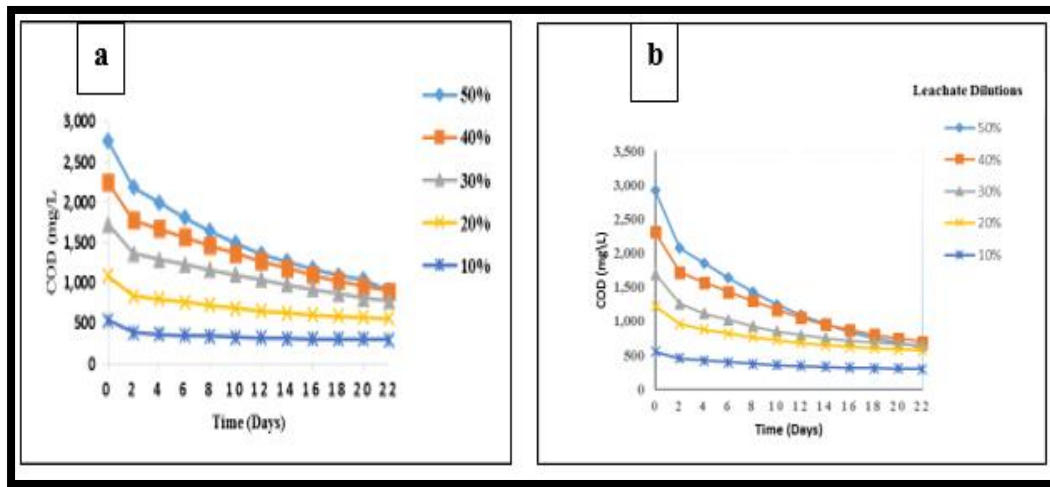 a
3,000
2,500
2,000
1,500
1,000
500
0
COD (mg/L)
0 2 4 6 8 10 12 14 16 18 20 22
Time (Days)
50%
40%
30%
20%
10%
b
Leachate Dilutions
3,500
3,000
2,500
2,000
1,500
1,000
500
0
COD (mg\L)
0 2 4 6 8 10 12 14 16 18 20 22
Time (Days)
50%
40%
30%
20%
10%